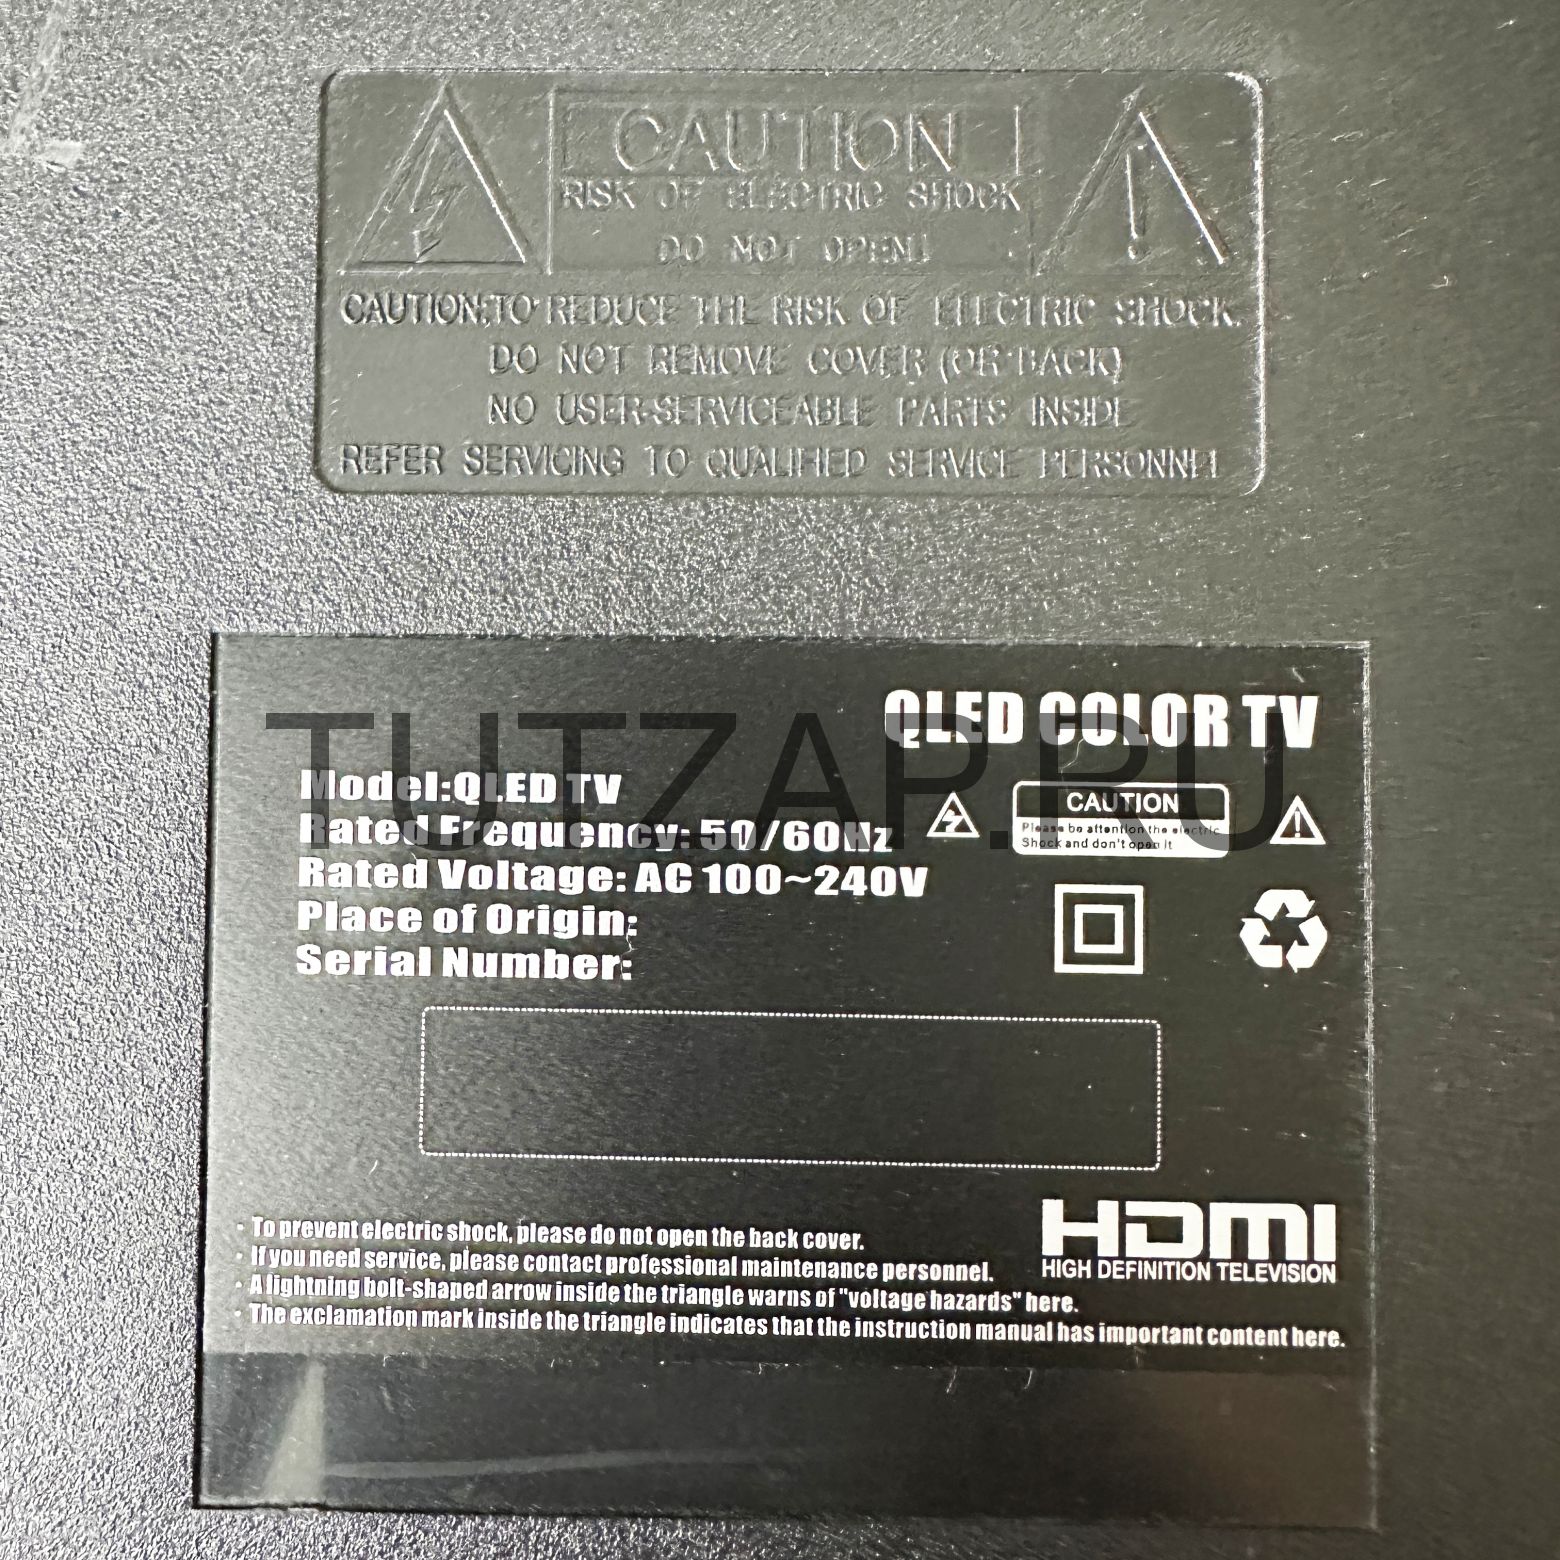 CAUTION
RISK OF ELECTRIC SHOCK
DO NOT OPEN!
CAUTION:TO REDUCE THE RISK OF ELECTRIC SHOCK.
DO NOT REMOVE COVER (OR BACK)
NO USER-SERVICEABLE PARTS INSIDE
REFER SERVICING TO QUALIFIED SERVICE PERSONNEL
QLED COLOR TV
TUTZAP.RU
Model:QLED TV
Rated Frequency: 50/60Hz
Rated Voltage: AC 100~240V
Place of Origin:
Serial Number:
CAUTION
Please be attention the electric
Shock and don't open it
HDMI
HIGH DEFINITION TELEVISION
· To prevent electric shock, please do not open the back cover.
· If you need service, please contact professional maintenance personnel.
· A lightning bolt-shaped arrow inside the triangle warns of "voltage hazards" here.
· The exclamation mark inside the triangle indicates that the instruction manual has important content here.